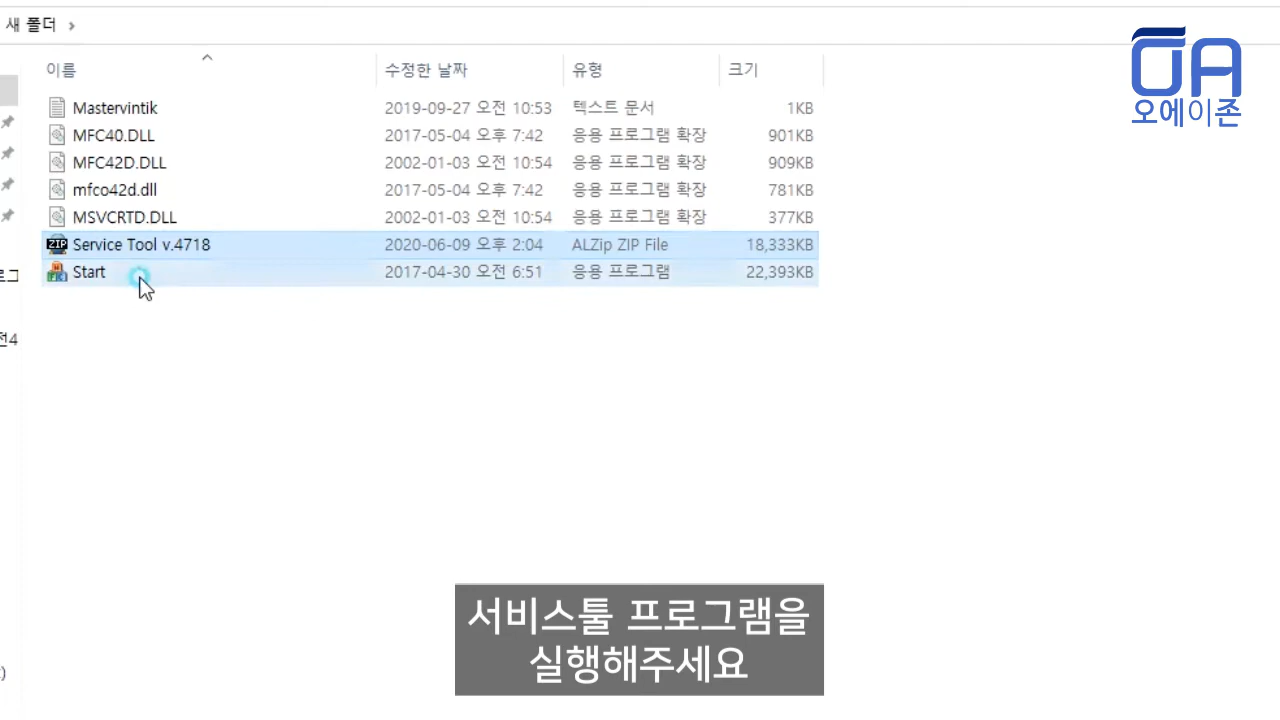 새 폴더 >
오에이존
이름 수정한 날짜 유형 크기
Mastervintik 2019-09-27 오전 10:53 텍스트 문서 1KB
MFC40.DLL 2017-05-04 오후 7:42 응용 프로그램 확장 901KB
MFC42D.DLL 2002-01-03 오전 10:54 응용 프로그램 확장 909KB
mfco42d.dll 2017-05-04 오후 7:42 응용 프로그램 확장 781KB
MSVCRTD.DLL 2002-01-03 오전 10:54 응용 프로그램 확장 377KB
ZIP Service Tool v.4718 2020-06-09 오후 2:04 ALZip ZIP File 18,333KB
로그 Start 2017-04-30 오전 6:51 응용 프로그램 22,393KB
전4
서비스툴 프로그램을
실행해주세요